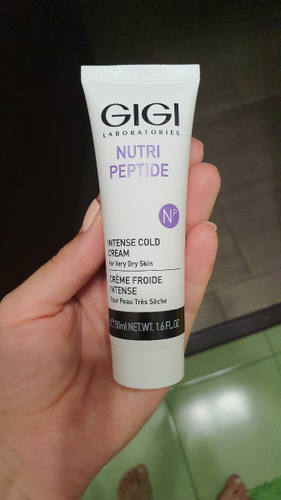 GIGI
LABORATORIES
NUTRI
PEPTIDE
NP
INTENSE COLD
CREAM
For Very Dry Skin
CRÈME FROIDE
INTENSE
Pour Peau Très Sèche
℮50ml NET.WT. 1.6 FL.OZ